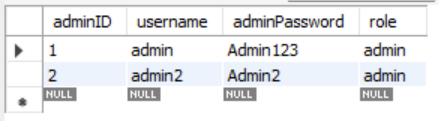 adminID username adminPassword role
1 admin Admin123 admin
2 admin2 Admin2 admin
NULL NULL NULL NULL